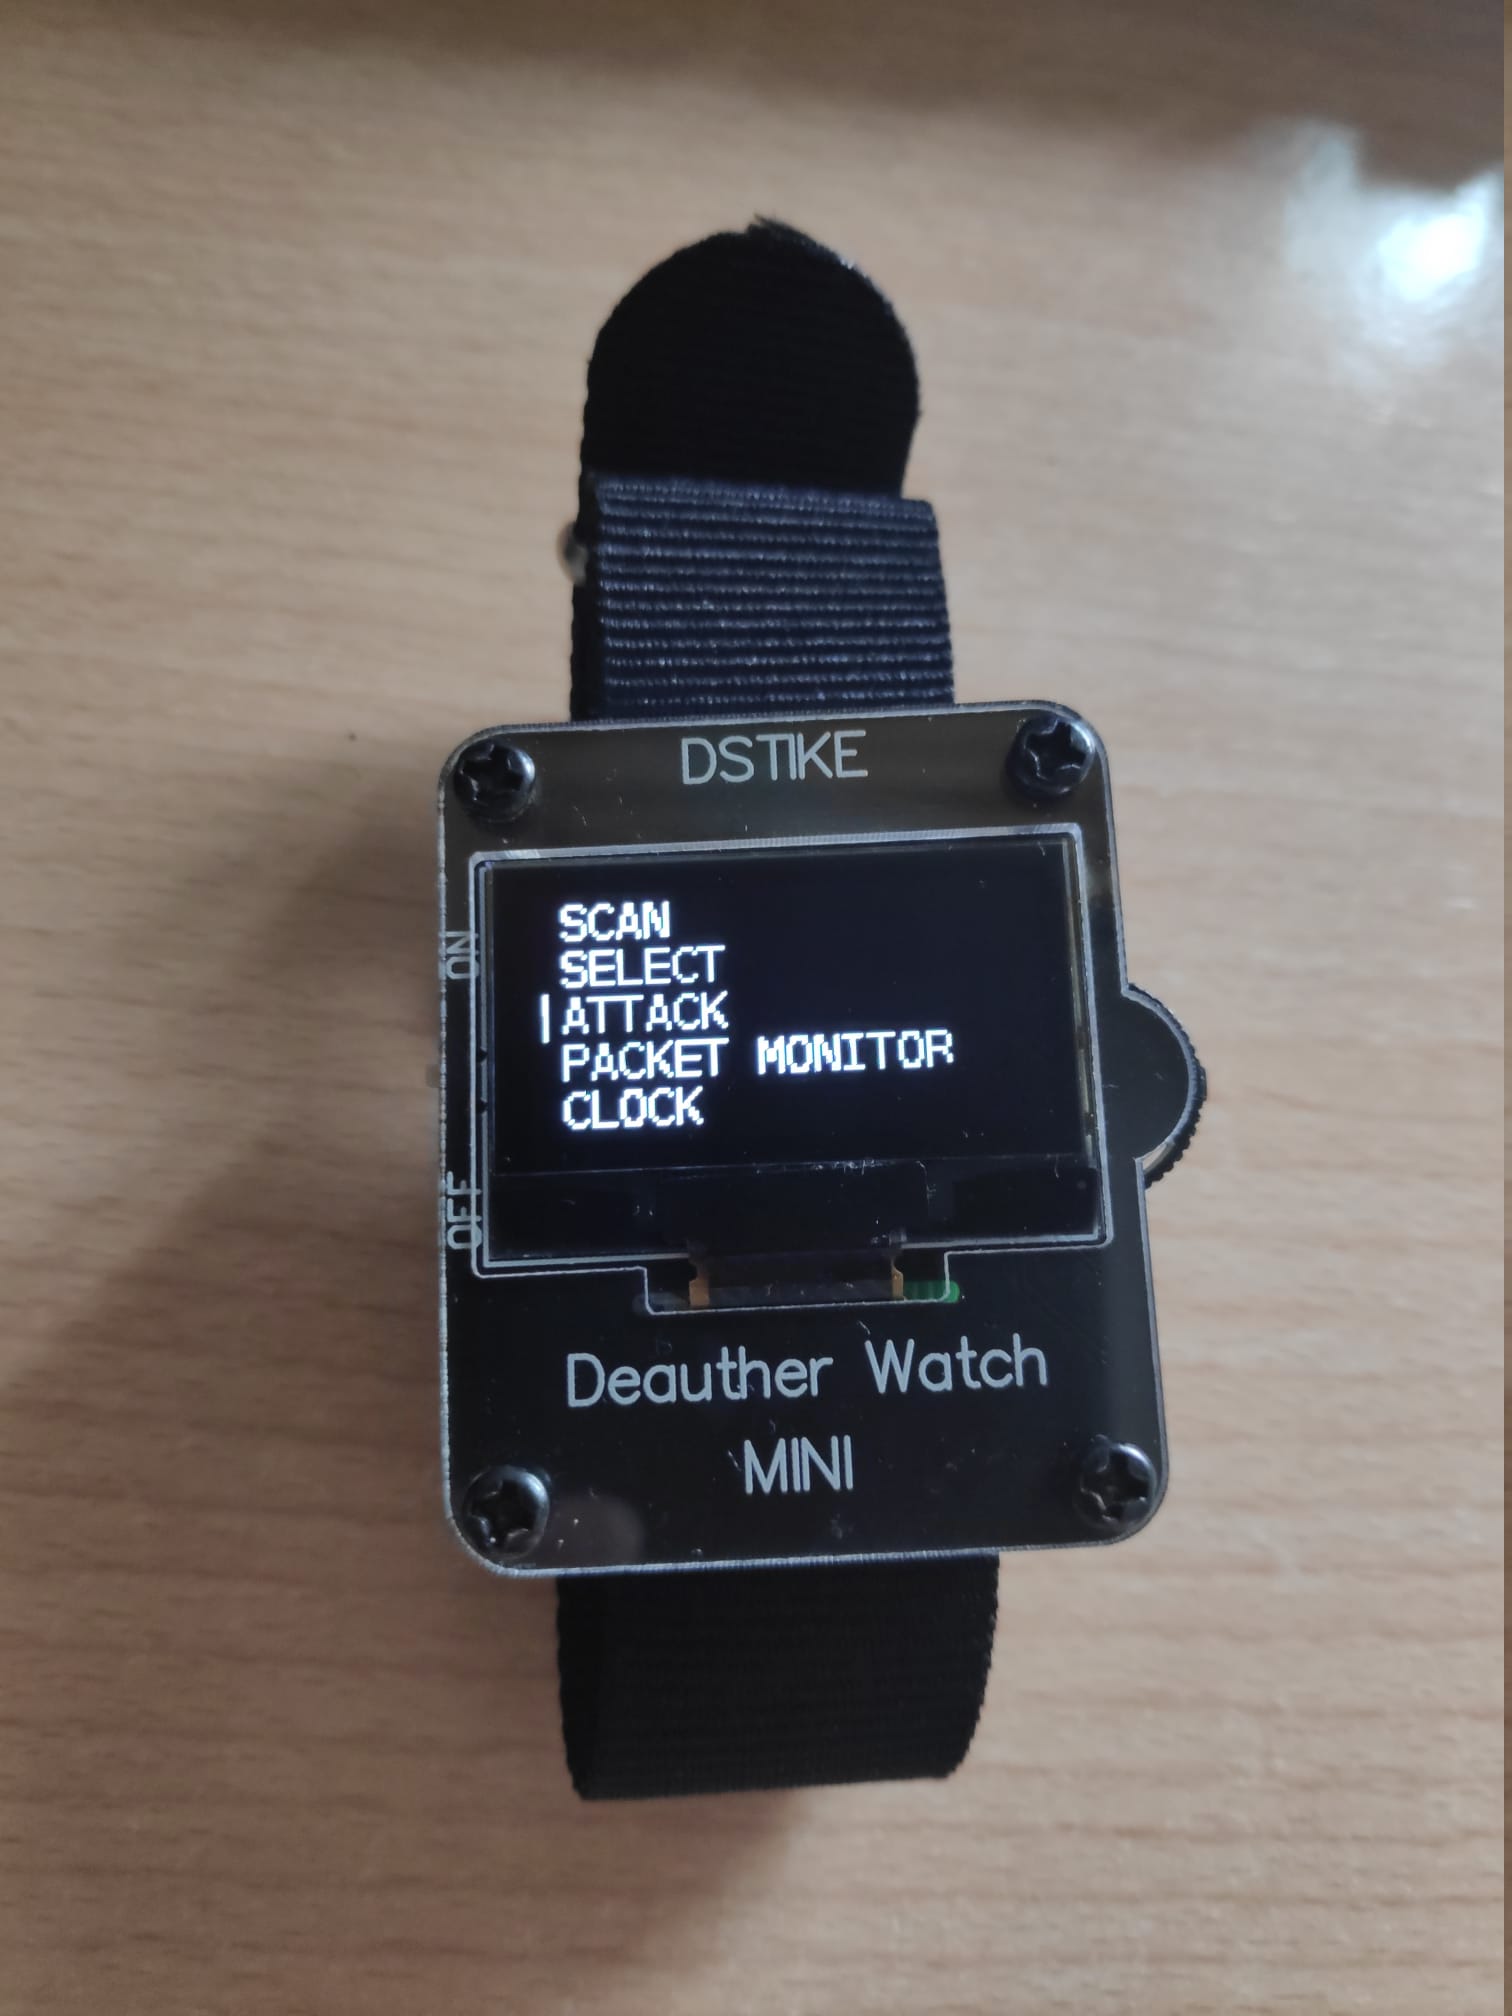 DSTIKE
ON
OFF
SCAN
SELECT
ATTACK
PACKET MONITOR
CLOCK
Deauther Watch
MINI